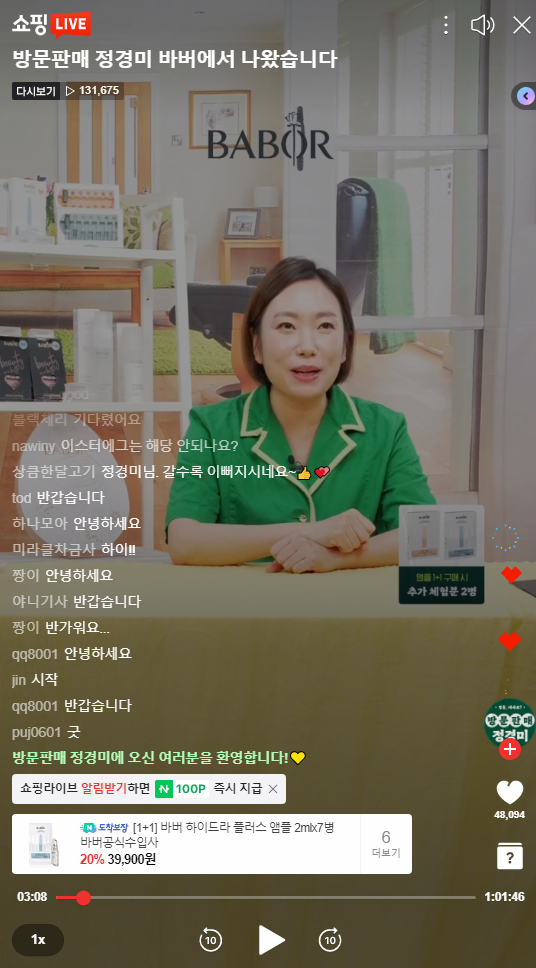 쇼핑 LIVE
방문판매 정경미 바버에서 나왔습니다
다시보기 ▷ 131,675
BABOR
블랙체리 기다렸어요
nawiny 이스터에그는 해당 안되나요?
상큼한달고기 정경미님. 갈수록 이뻐지시네요~👍💕
tod 반갑습니다
하나모아 안녕하세요
미라클차금사 하이!!
짱이 안녕하세요
야니기사 반갑습니다
짱이 반가워요...
qq8001 안녕하세요
jin 시작
qq8001 반갑습니다
puj0601 굿
앰플 1+1 구매 시
추가 체험분 2병
방문판매
정경미
방문판매 정경미에 오신 여러분을 환영합니다!💛
쇼핑라이브 알림받기하면 N 100P 즉시 지급 ×
48,094
N 도착보장 [1+1] 바버 하이드라 플러스 앰플 2mlx7병
바버공식수입사
20% 39,900원
6
더보기
?
03:08
1:01:46
1x
10
10